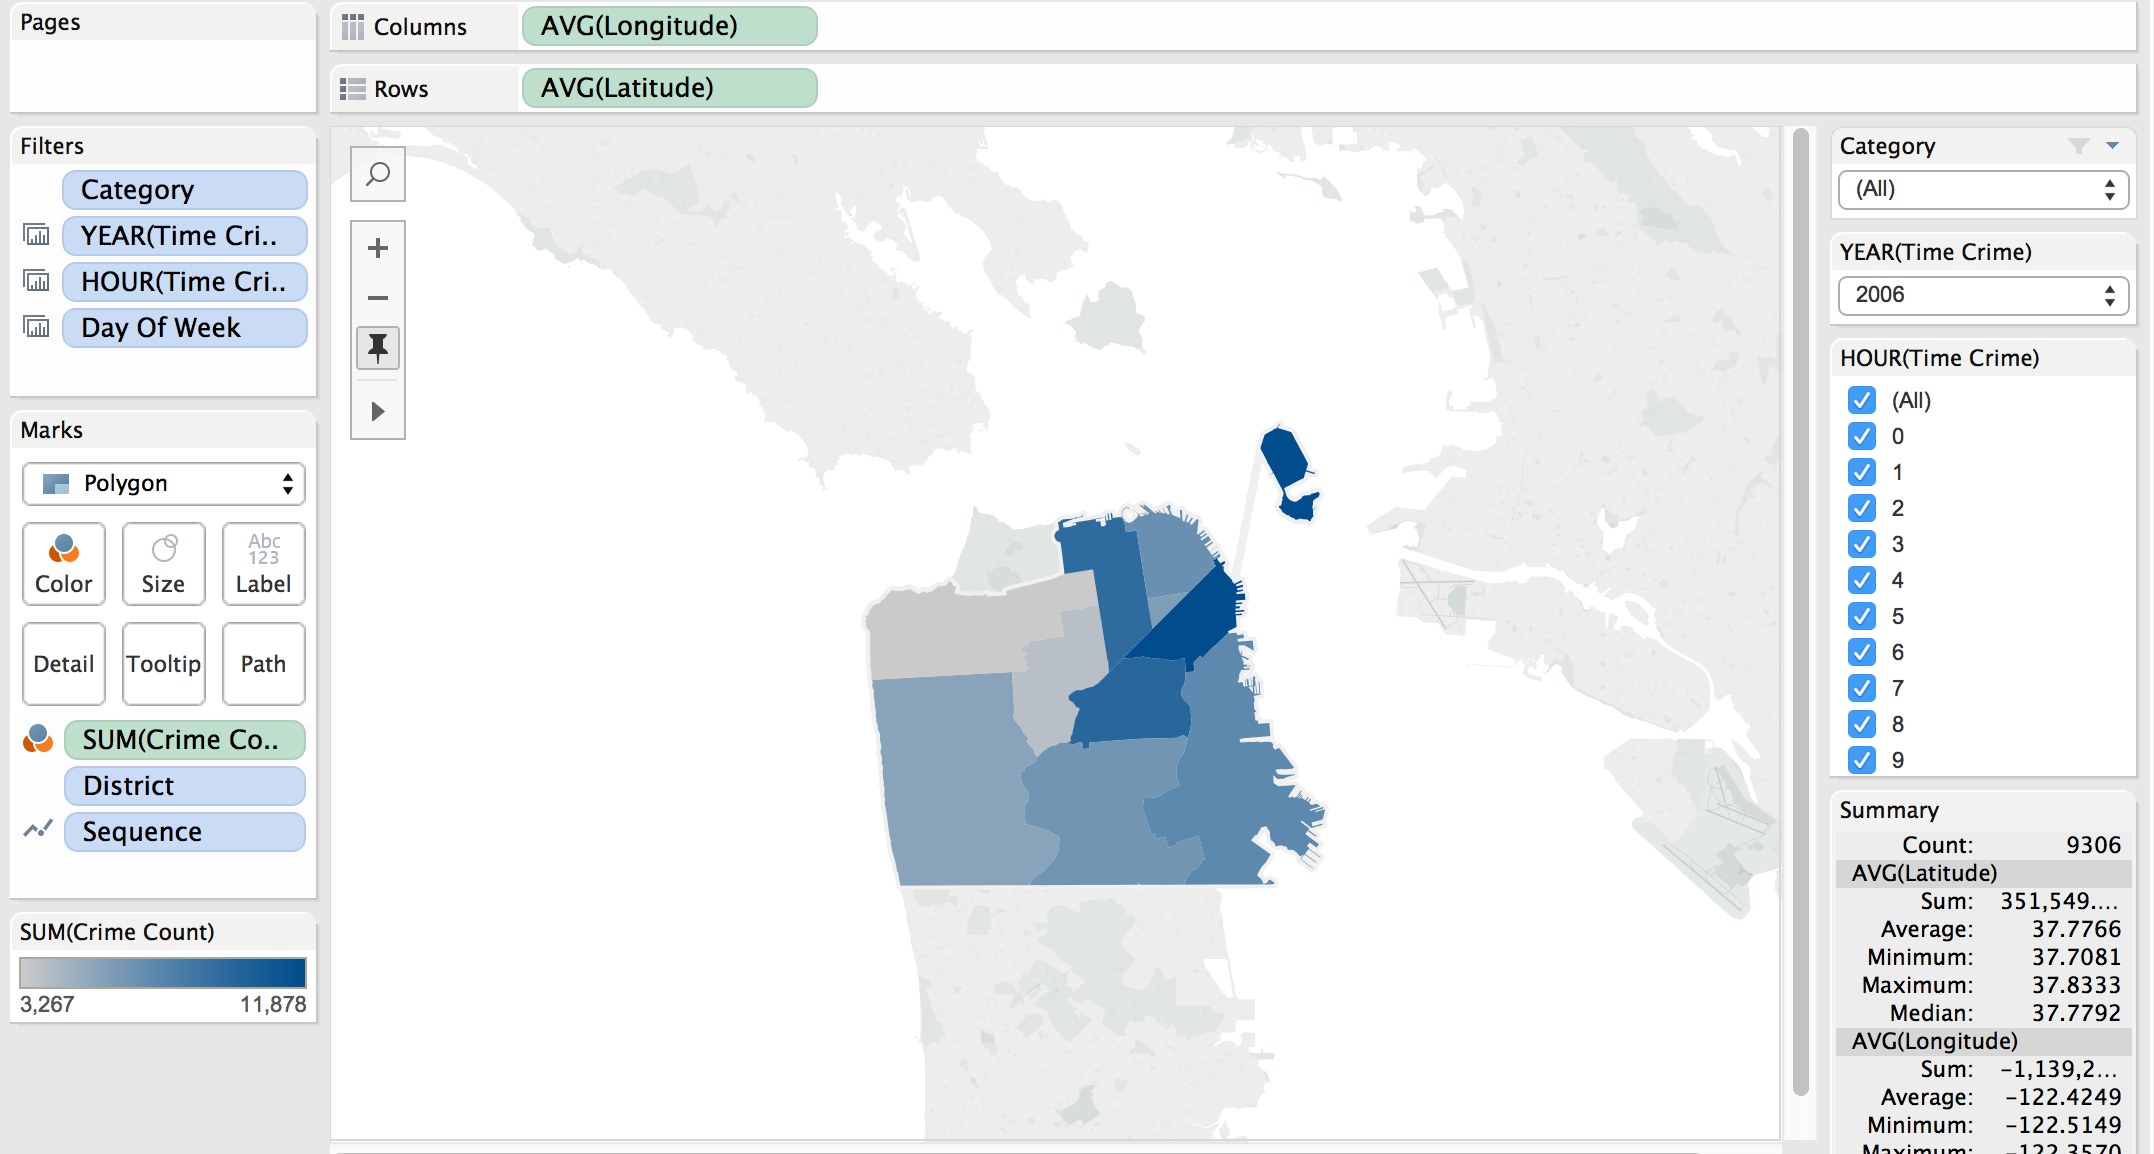 Pages
Columns
AVG(Longitude)
Rows
AVG(Latitude)
Filters
Category
YEAR(Time Cri..
HOUR(Time Cri..
Day Of Week
Marks
Polygon
Color
Size
Abc
123
Label
Detail
Tooltip
Path
SUM(Crime Co..
District
Sequence
SUM(Crime Count)
3,267
11,878
Category
(All)
YEAR(Time Crime)
2006
HOUR(Time Crime)
(All)
0
1
2
3
4
5
6
7
8
9
Summary
Count: 9306
AVG(Latitude)
Sum: 351,549....
Average: 37.7766
Minimum: 37.7081
Maximum: 37.8333
Median: 37.7792
AVG(Longitude)
Sum: -1,139,2...
Average: -122.4249
Minimum: -122.5149
Maximum: -122.3570